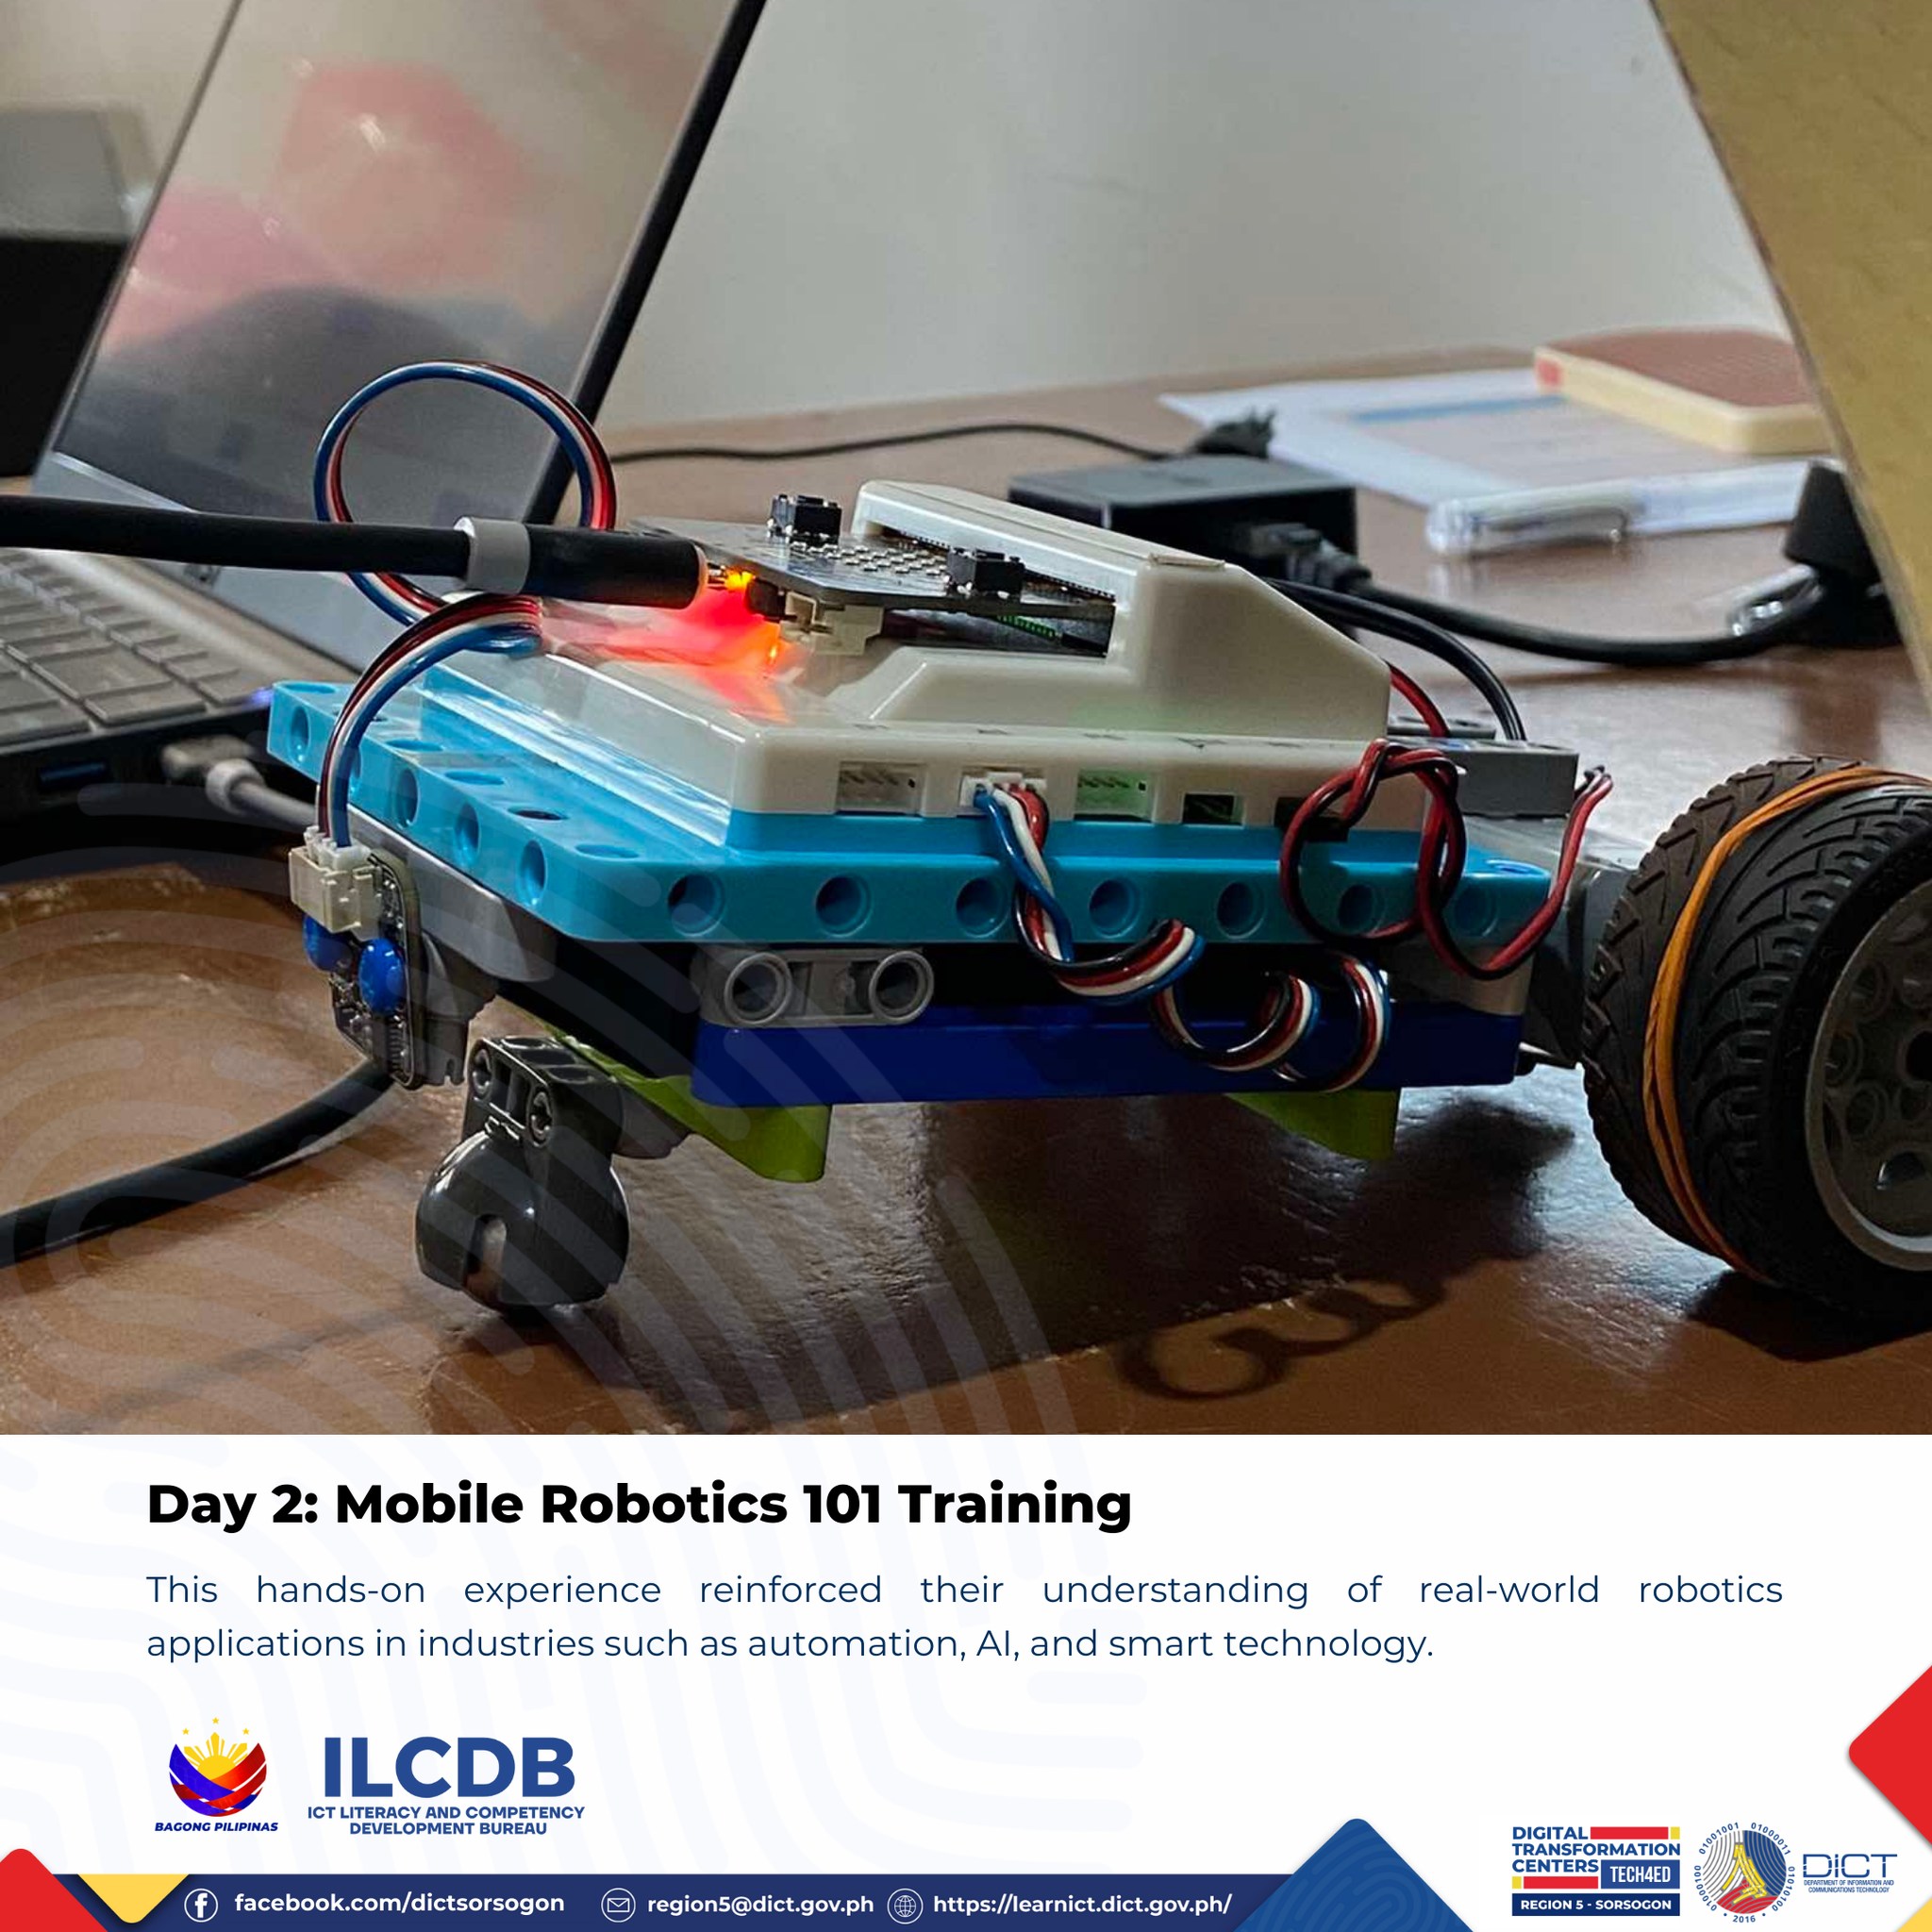 Day 2: Mobile Robotics 101 Training
This hands-on experience reinforced their understanding of real-world robotics
applications in industries such as automation, AI, and smart technology.
BAGONG PILIPINAS
ILCDB
ICT LITERACY AND COMPETENCY
DEVELOPMENT BUREAU
DIGITAL
TRANSFORMATION
CENTERS TECH4ED
REGION 5 - SORSOGON
01001001 01000011
2016
DICT
DEPARTMENT OF INFORMATION AND
COMMUNICATIONS TECHNOLOGY
facebook.com/dictsorsogon
region5@dict.gov.ph
https://learnict.dict.gov.ph/